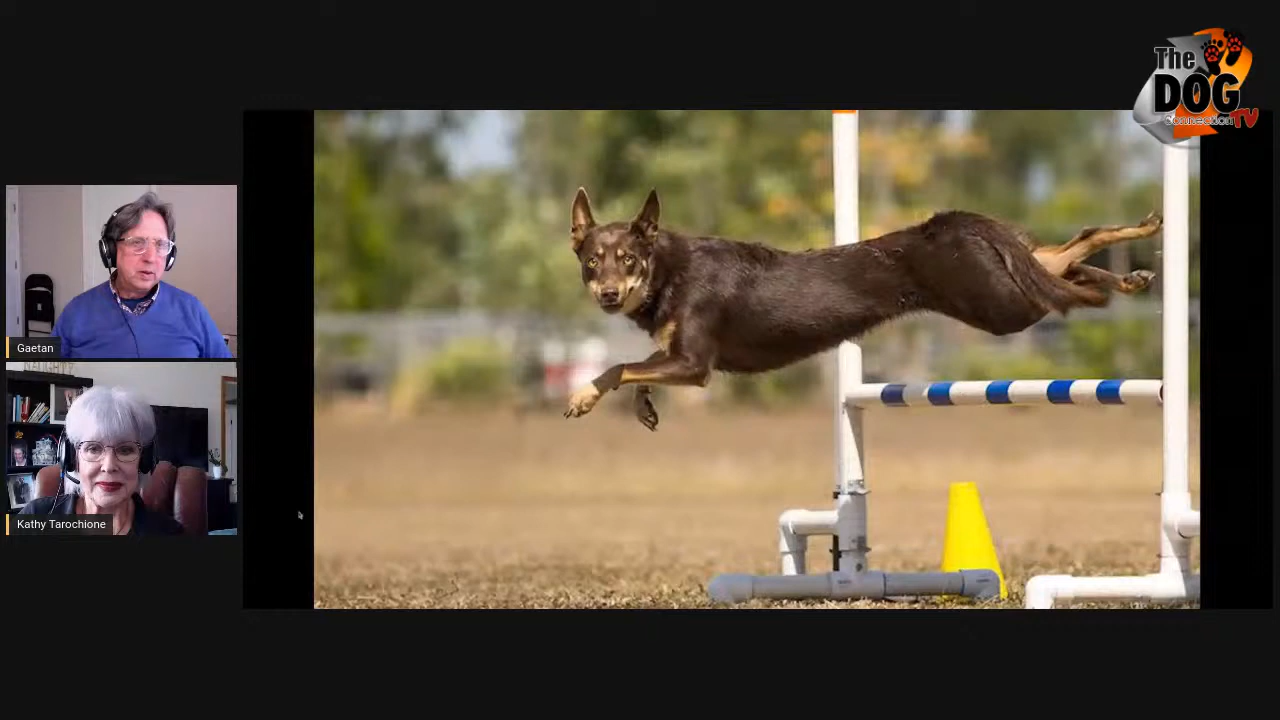 The
DOG
Connection TV
Gaetan
Kathy Tarochione